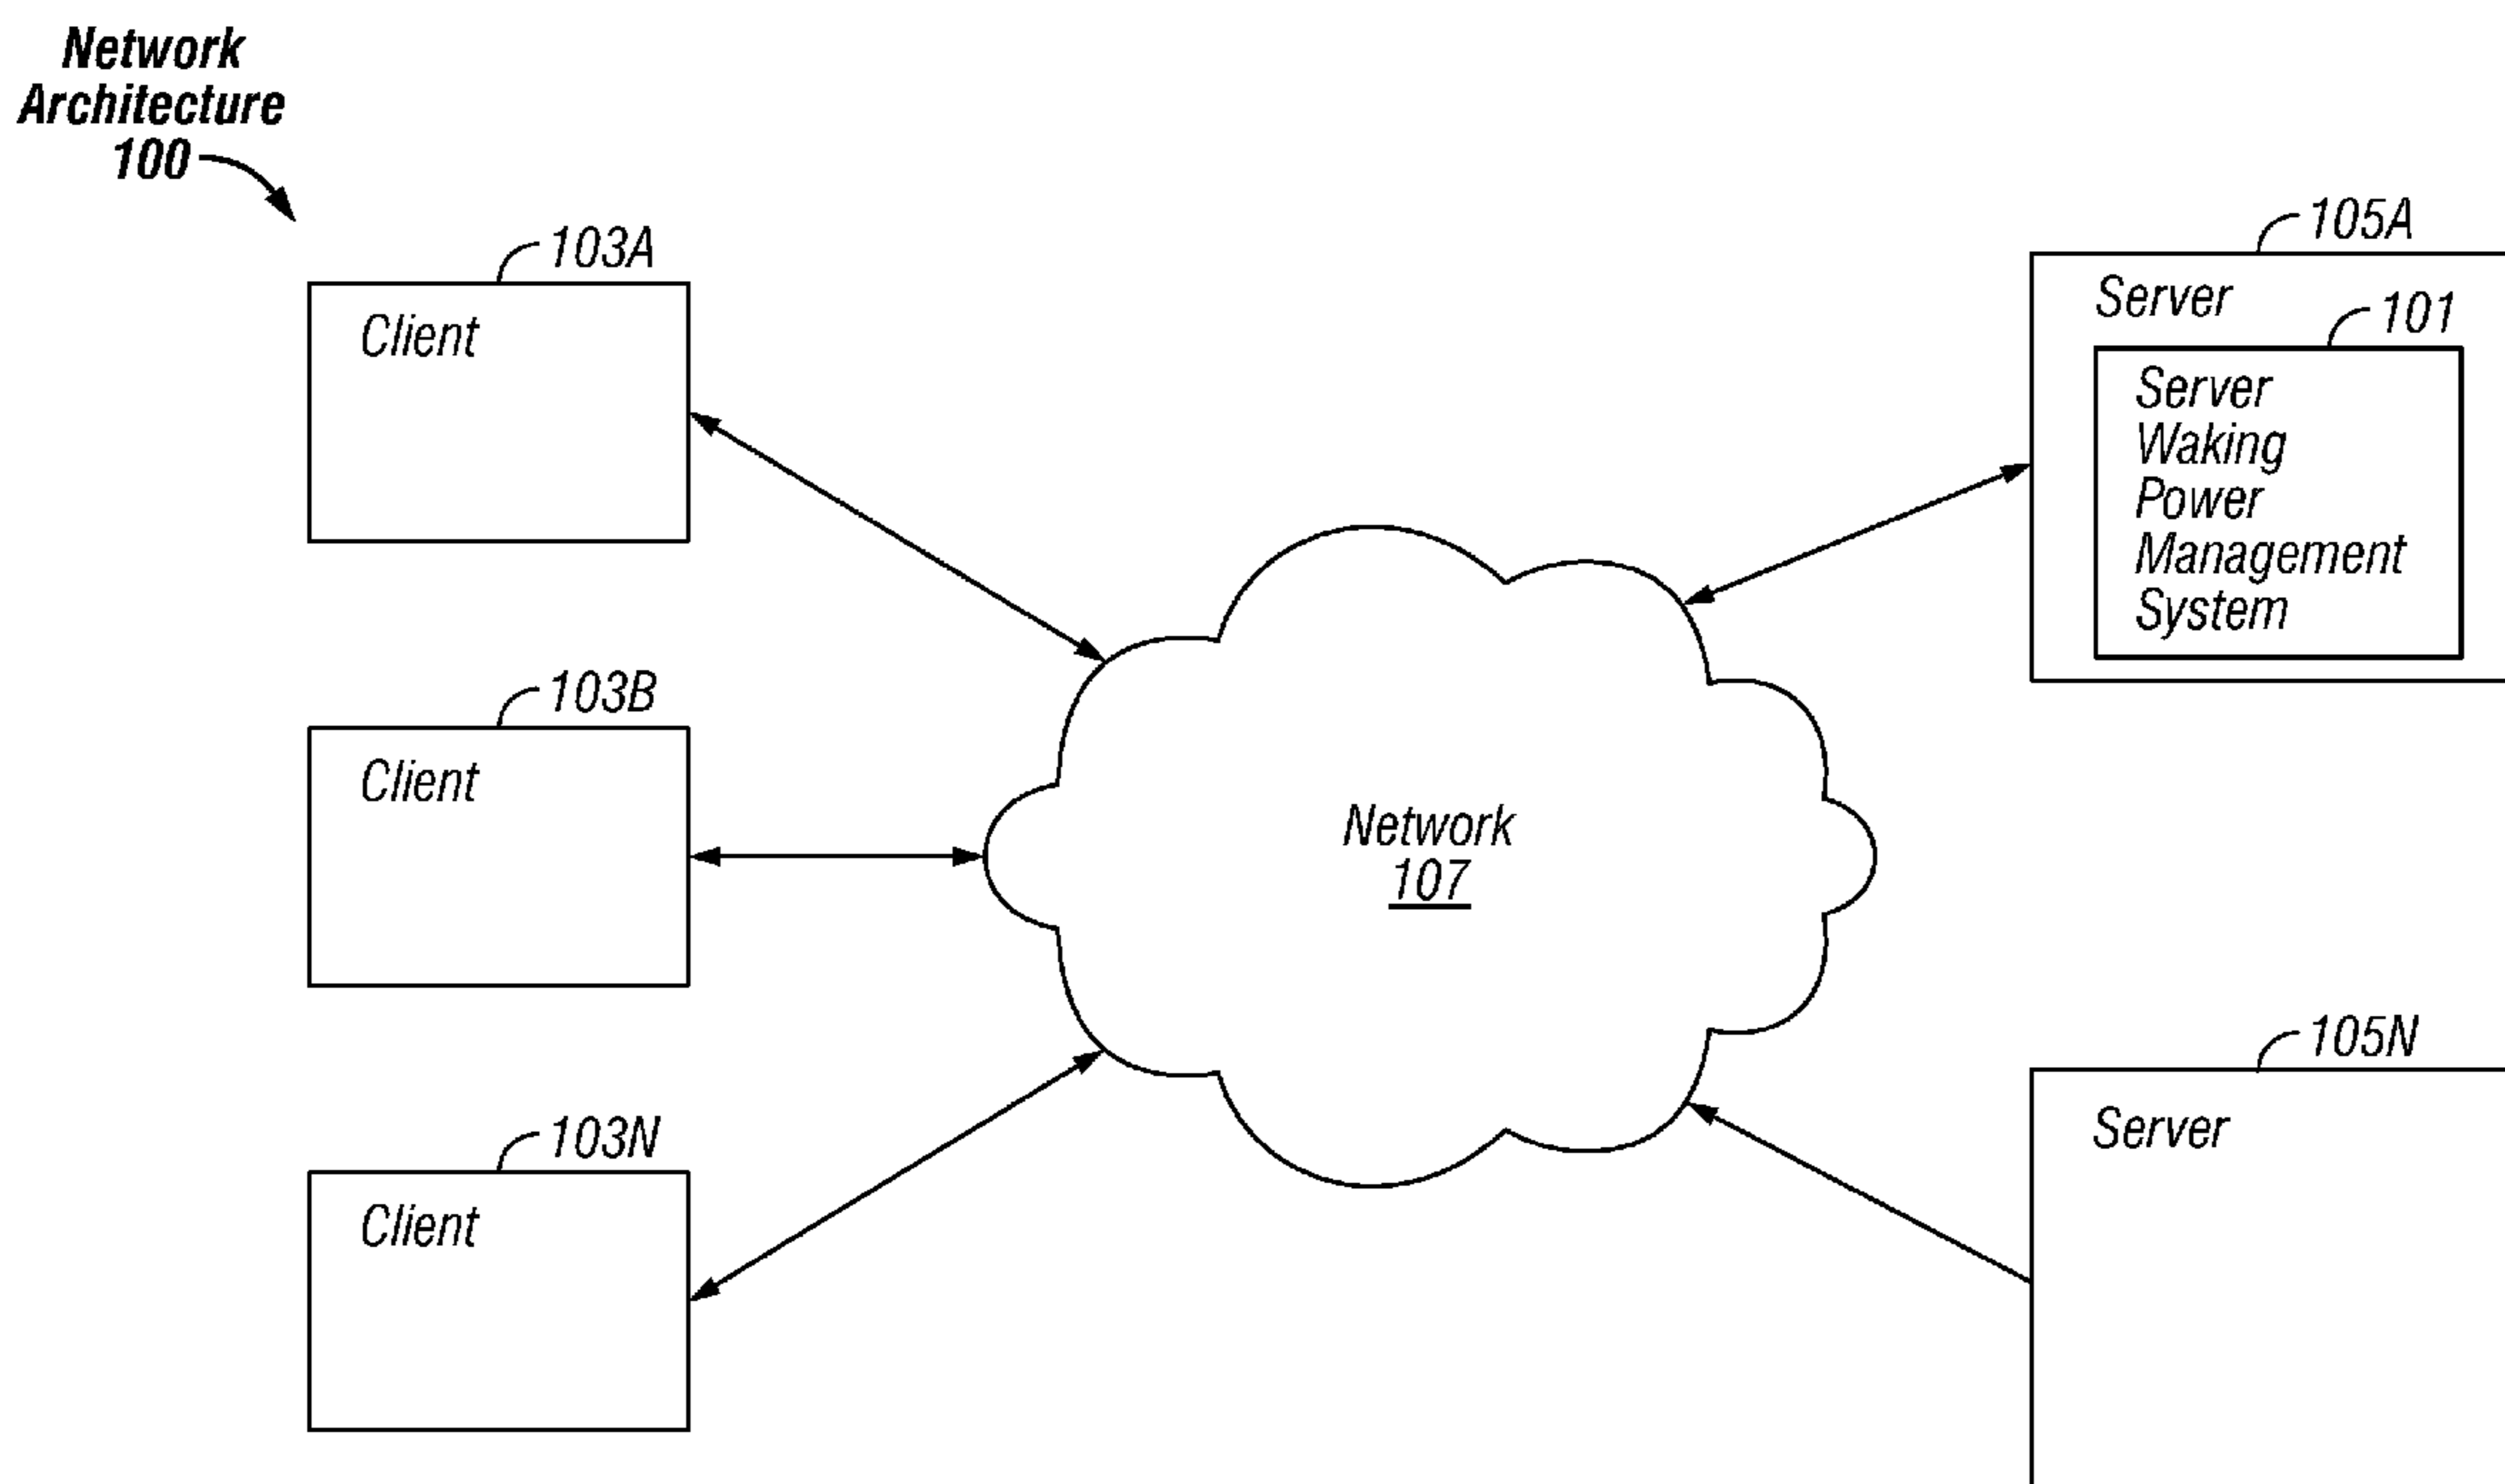 Network
Architecture
100
103A
Client
103B
Client
103N
Client
Network
107
105A
Server
101
Server
Waking
Power
Management
System
105N
Server